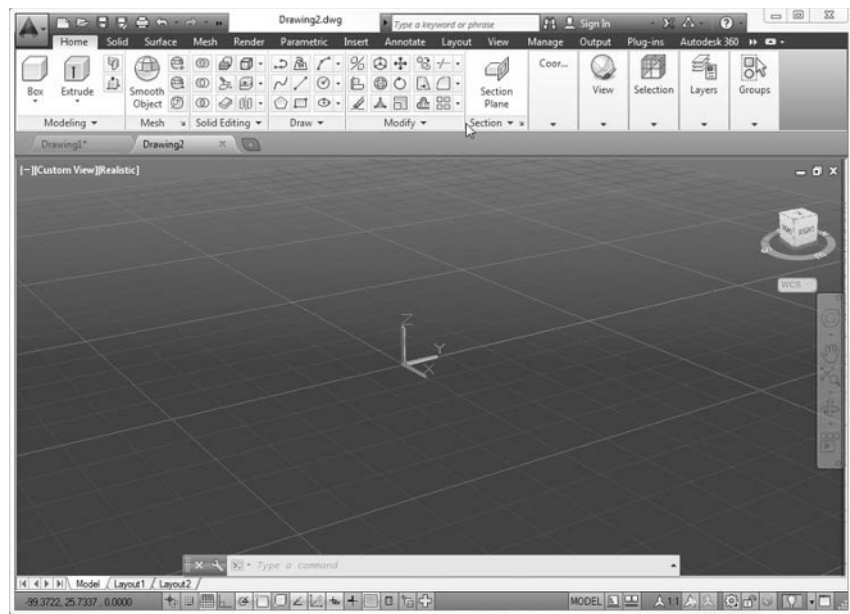 Drawing2.dwg Type a keyword or phrase Sign In
Home Solid Surface Mesh Render Parametric Insert Annotate Layout View Manage Output Plug-ins Autodesk 360
Box Extrude Smooth Object Section Plane Coor... View Selection Layers Groups
Modeling Mesh Solid Editing Draw Modify Section
Drawing1* Drawing2
[−][Custom View][Realistic]
RIGHT
WCS
Z
Y
X
Type a command
Model Layout1 Layout2
-99.3722, 25.7337, 0.0000 MODEL 1:1